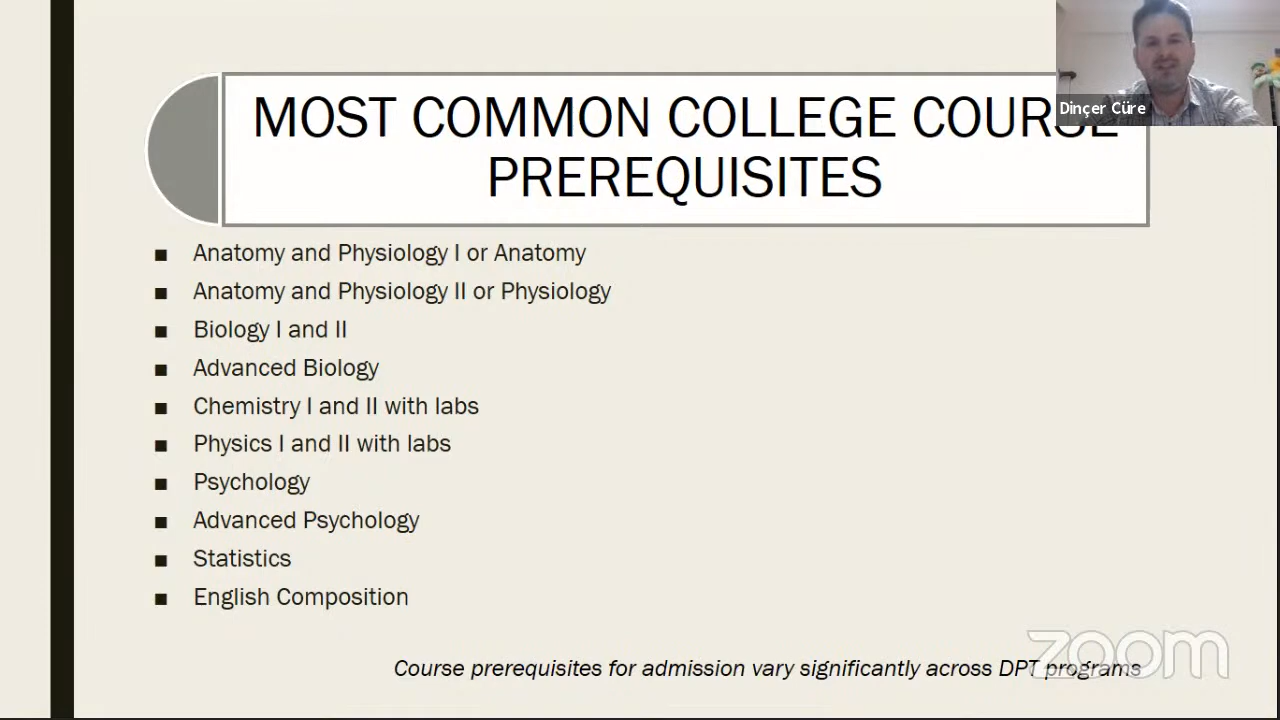 MOST COMMON COLLEGE COURSE
PREREQUISITES
Dinçer Cüre
■ Anatomy and Physiology I or Anatomy
■ Anatomy and Physiology II or Physiology
■ Biology I and II
■ Advanced Biology
■ Chemistry I and II with labs
■ Physics I and II with labs
■ Psychology
■ Advanced Psychology
■ Statistics
■ English Composition
Course prerequisites for admission vary significantly across DPT programs
zoom